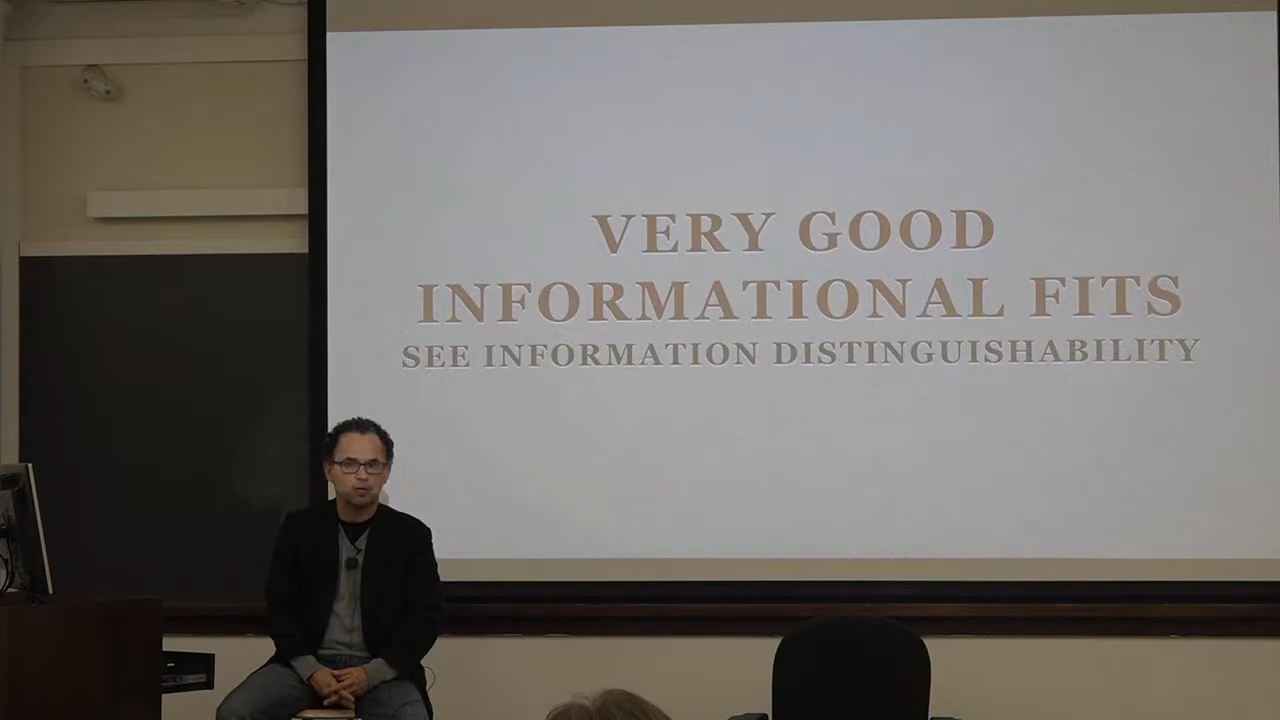 VERY GOOD
INFORMATIONAL FITS
SEE INFORMATION DISTINGUISHABILITY